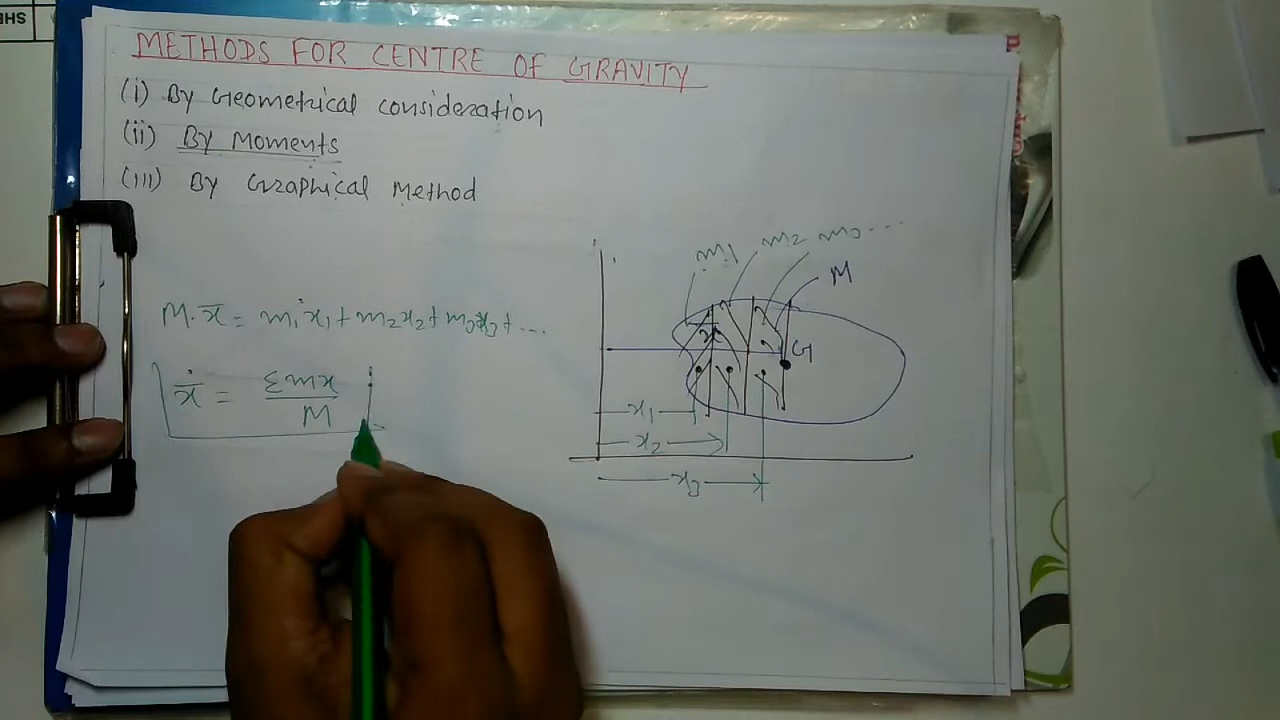 SHE
METHODS FOR CENTRE OF GRAVITY
(i) By Geometrical consideration
(ii) By Moments
(iii) By Graphical Method
m1 m2 m3 ...
M
M.x̅ = m1x1 + m2x2 + m3x3 + ...
G
x̅ = Σmx / M
x1
x2
x3